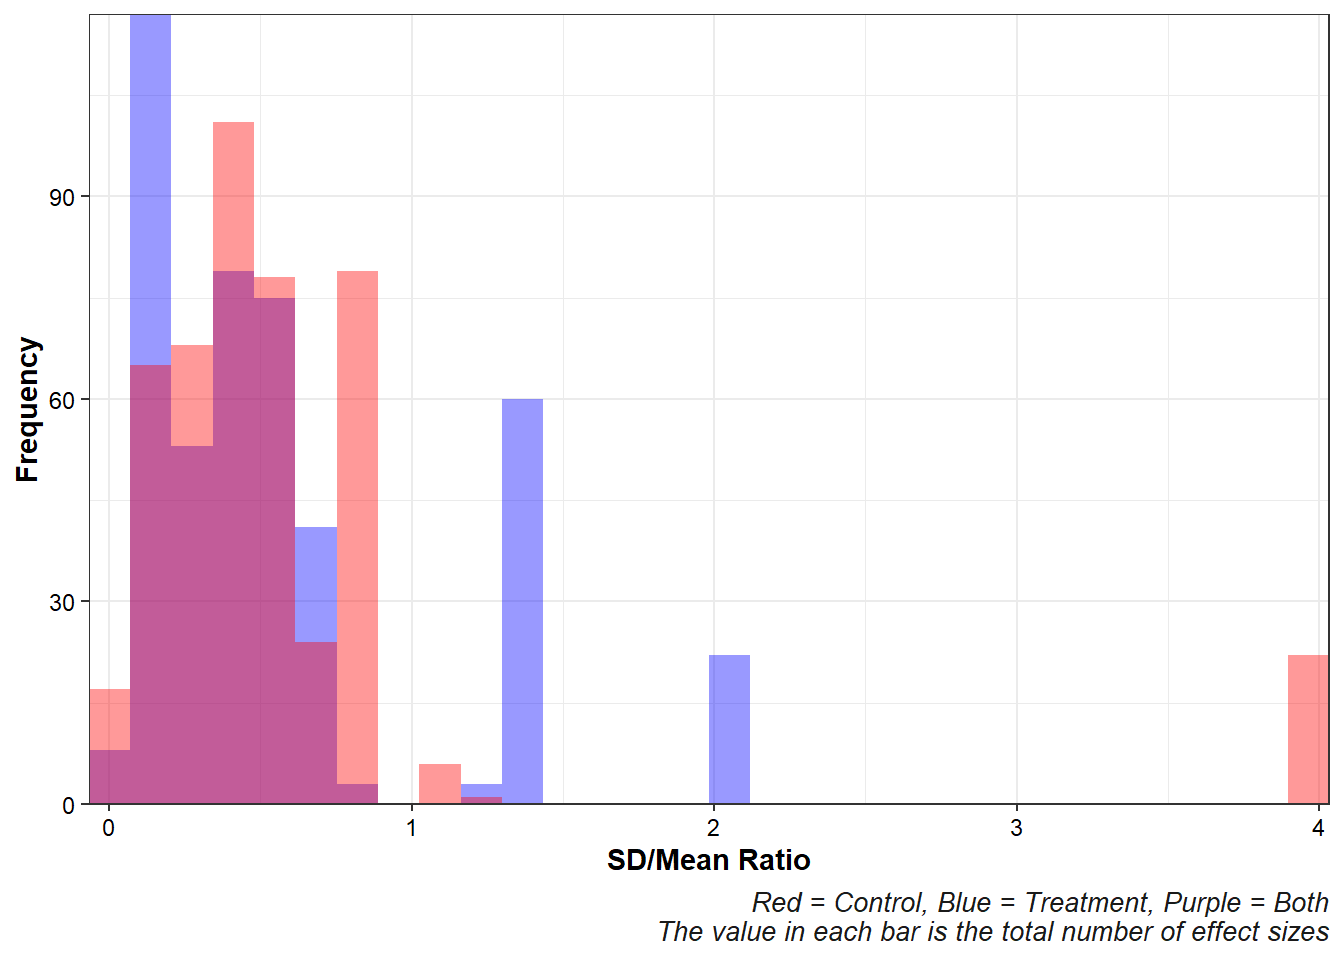 Frequency
90
60
30
0
0 1 2 3 4
SD/Mean Ratio
Red = Control, Blue = Treatment, Purple = Both
The value in each bar is the total number of effect sizes